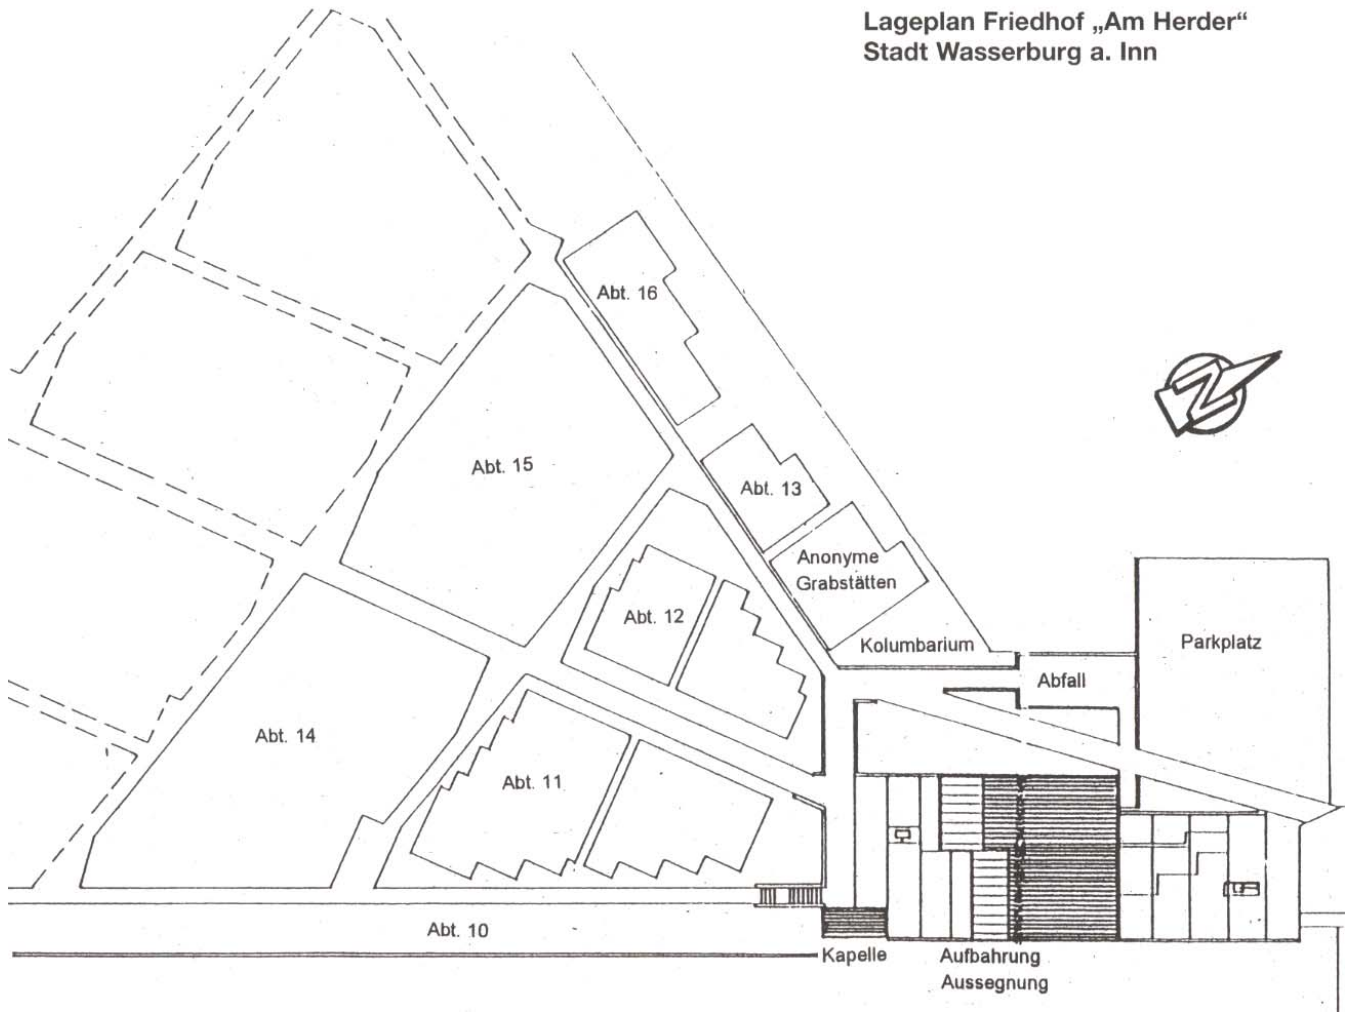 Lageplan Friedhof „Am Herder“
Stadt Wasserburg a. Inn
Abt. 16
N
Abt. 15
Abt. 13
Anonyme
Grabstätten
Abt. 12
Kolumbarium
Parkplatz
Abfall
Abt. 14
Abt. 11
Abt. 10
Kapelle
Aufbahrung
Aussegnung